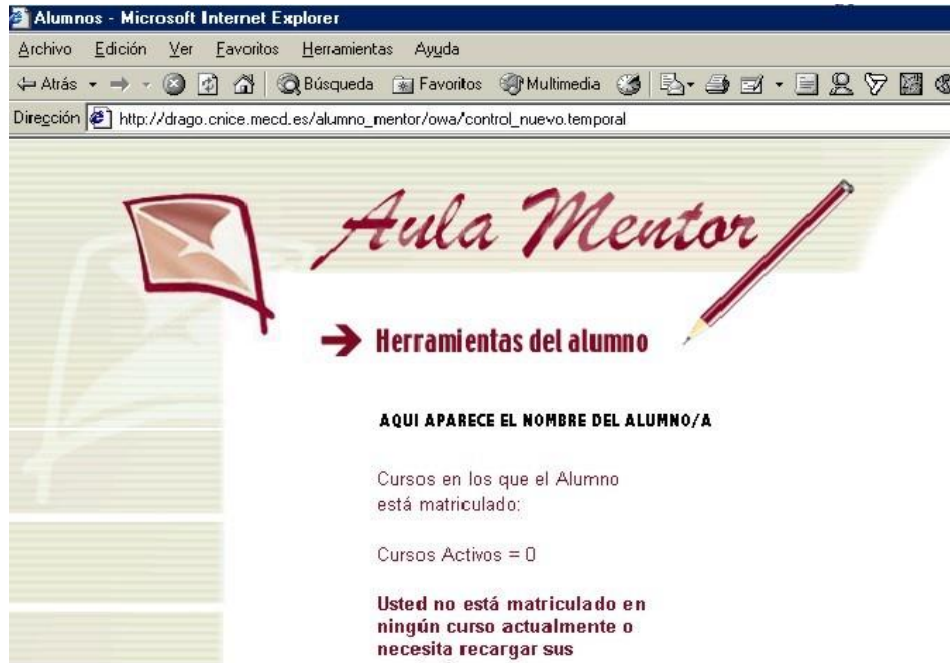 Alumnos - Microsoft Internet Explorer
Archivo Edición Ver Favoritos Herramientas Ayuda
Atrás Búsqueda Favoritos Multimedia
Dirección http://drago.cnice.mecd.es/alumno_mentor/owa/control_nuevo.temporal
Aula Mentor
Herramientas del alumno
AQUI APARECE EL NOMBRE DEL ALUMNO/A
Cursos en los que el Alumno
está matriculado:
Cursos Activos = 0
Usted no está matriculado en
ningún curso actualmente o
necesita recargar sus